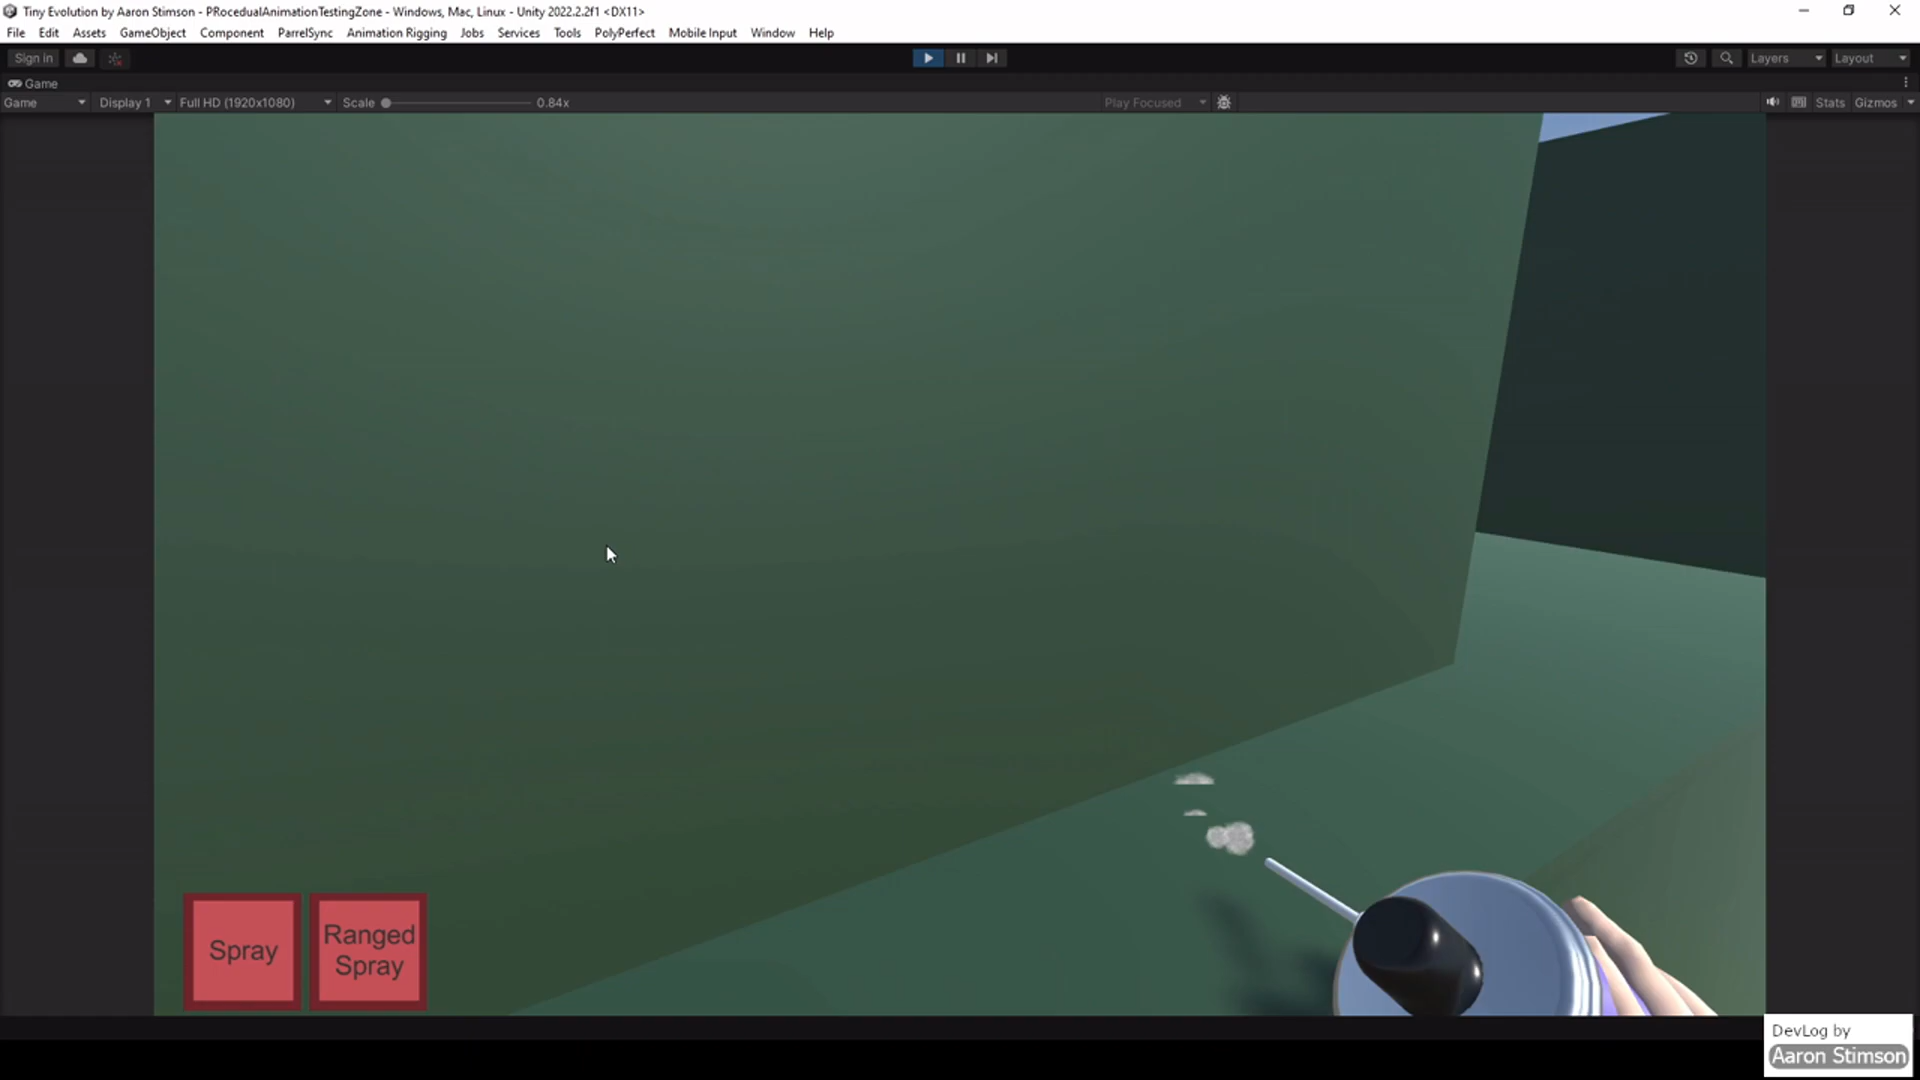 Tiny Evolution by Aaron Stimson - PRocedualAnimationTestingZone - Windows, Mac, Linux - Unity 2022.2.2f1 <DX11>
File Edit Assets GameObject Component ParrelSync Animation Rigging Jobs Services Tools PolyPerfect Mobile Input Window Help
Sign in Layers Layout
Game
Game Display 1 Full HD (1920x1080) Scale 0.84x Play Focused Stats Gizmos
Spray
Ranged
Spray
DevLog by
Aaron Stimson